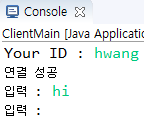 Console
ClientMain [Java Applicatio
Your ID : hwang
연결 성공
입력 : hi
입력 :